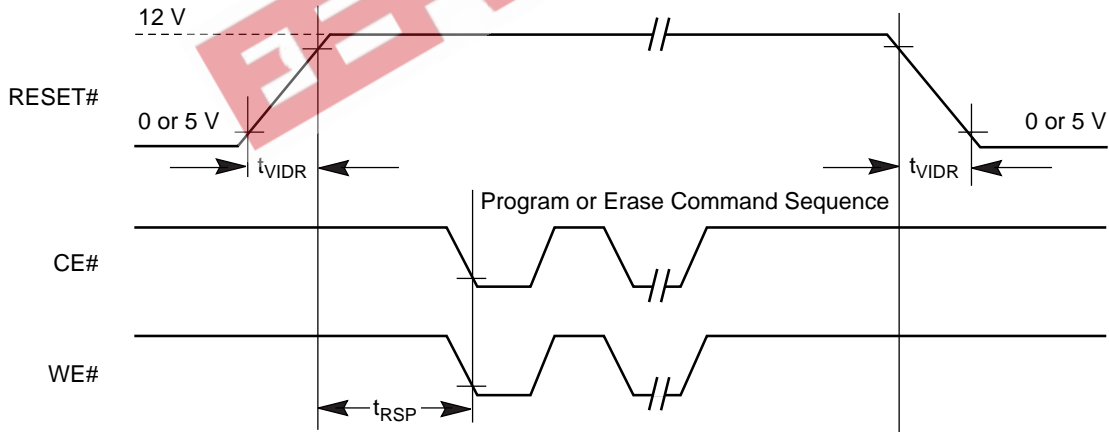 12 V
RESET#
0 or 5 V
0 or 5 V
tVIDR
tVIDR
Program or Erase Command Sequence
CE#
WE#
tRSP